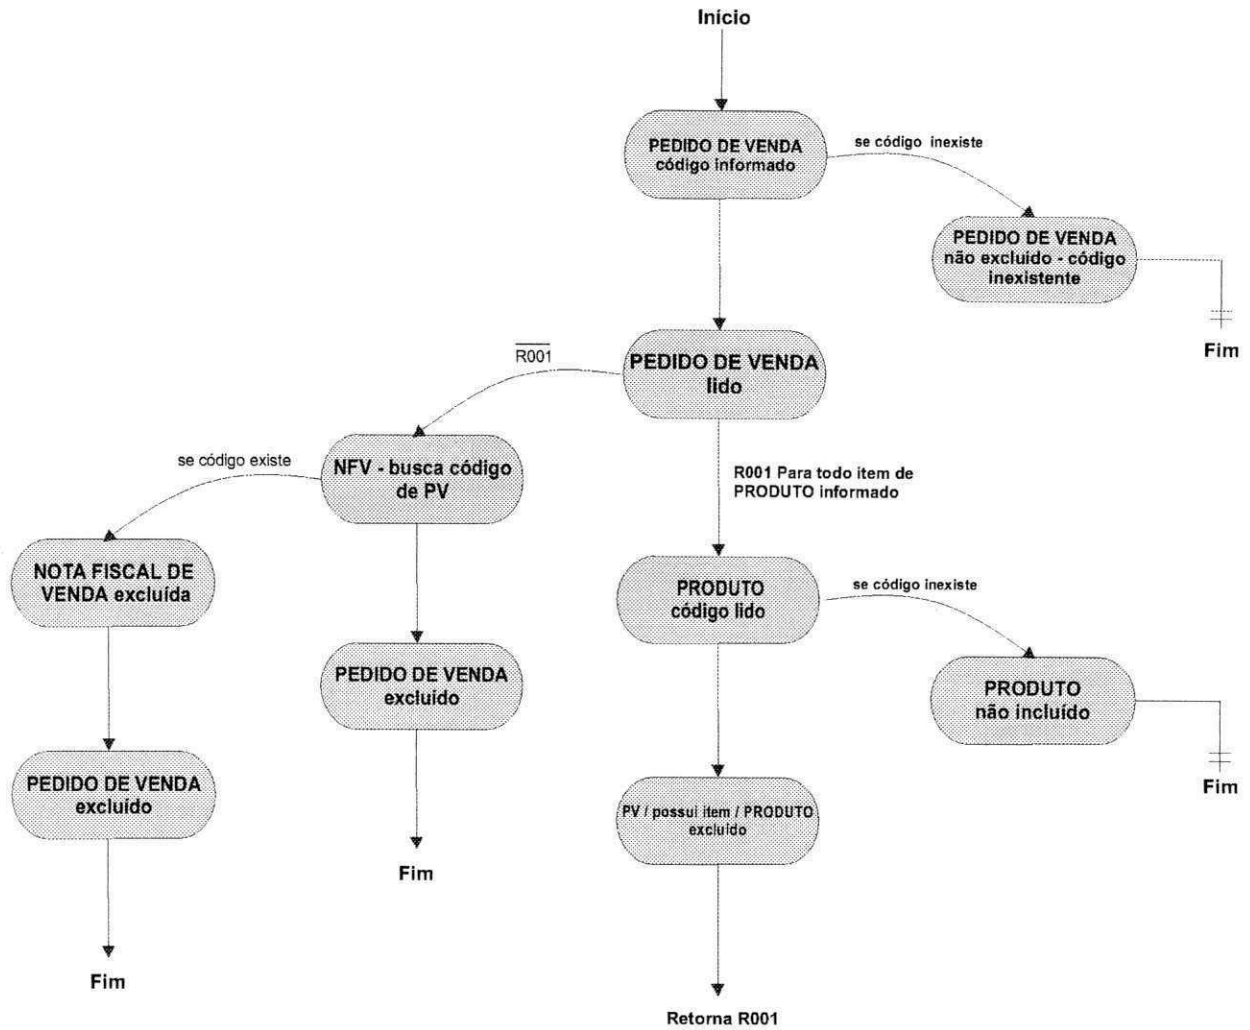 Início
PEDIDO DE VENDA
código informado
se código inexiste
PEDIDO DE VENDA
não excluído - código
inexistente
Fim
R001
PEDIDO DE VENDA
lido
se código existe
NFV - busca código
de PV
R001 Para todo item de
PRODUTO informado
NOTA FISCAL DE
VENDA excluída
PRODUTO
código lido
se código inexiste
PEDIDO DE VENDA
excluído
PRODUTO
não incluído
PEDIDO DE VENDA
excluído
Fim
PV / possui item / PRODUTO
excluído
Fim
Fim
Retorna R001